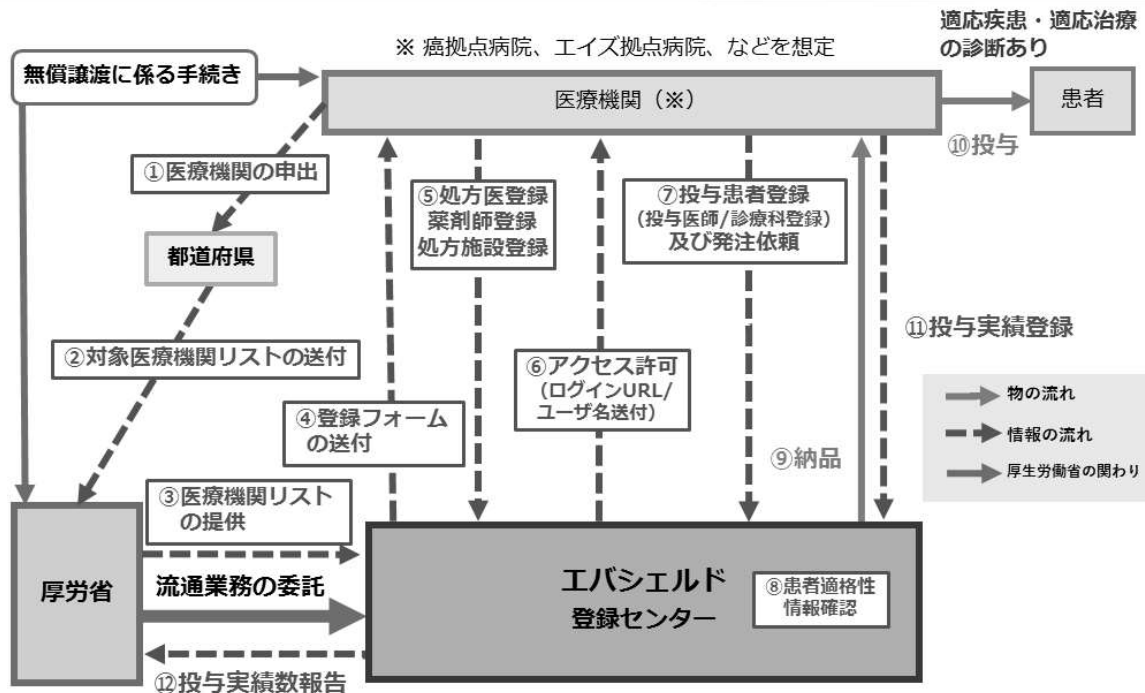 適応疾患・適応治療
の診断あり
※ 癌拠点病院、エイズ拠点病院、などを想定
無償譲渡に係る手続き
医療機関（※）
患者
⑩投与
①医療機関の申出
⑤処方医登録
薬剤師登録
処方施設登録
⑦投与患者登録
（投与医師/診療科登録）
及び発注依頼
都道府県
②対象医療機関リストの送付
⑥アクセス許可
（ログインURL/
ユーザ名送付）
⑪投与実績登録
④登録フォーム
の送付
⑨納品
物の流れ
情報の流れ
厚生労働省の関わり
③医療機関リスト
の提供
厚労省
流通業務の委託
エバシェルド
登録センター
⑧患者適格性
情報確認
⑫投与実績数報告